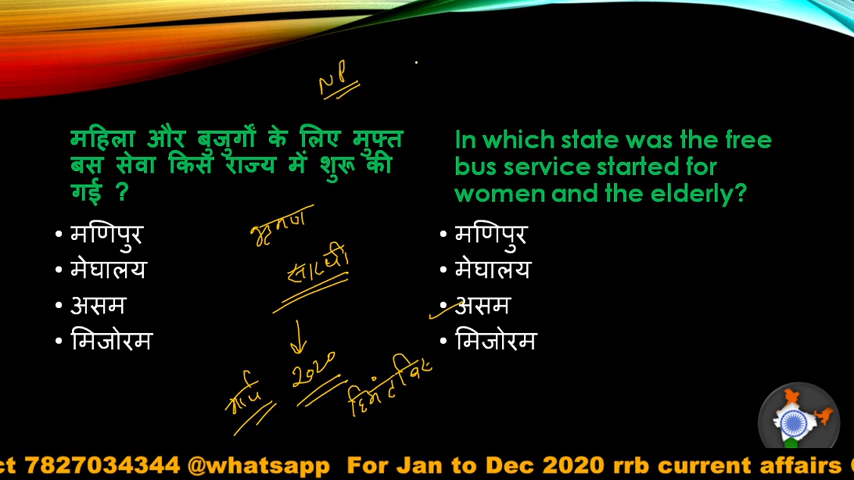 NP
महिला और बुजुर्गों के लिए मुफ्त
बस सेवा किस राज्य में शुरू की
गई ?
• मणिपुर
• मेघालय
• असम
• मिजोरम
In which state was the free
bus service started for
women and the elderly?
• मणिपुर
• मेघालय
• असम
• मिजोरम
भ्रमण
सारथी
2020
मार्च
ct 7827034344 @whatsapp For Jan to Dec 2020 rrb current affairs